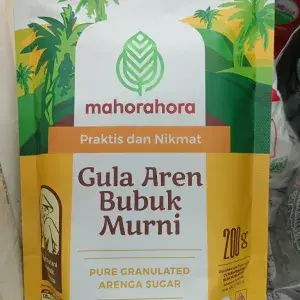 mahorahora
Praktis dan Nikmat
Gula Aren
Bubuk
Murni
200g
PURE GRANULATED
ARENGA SUGAR